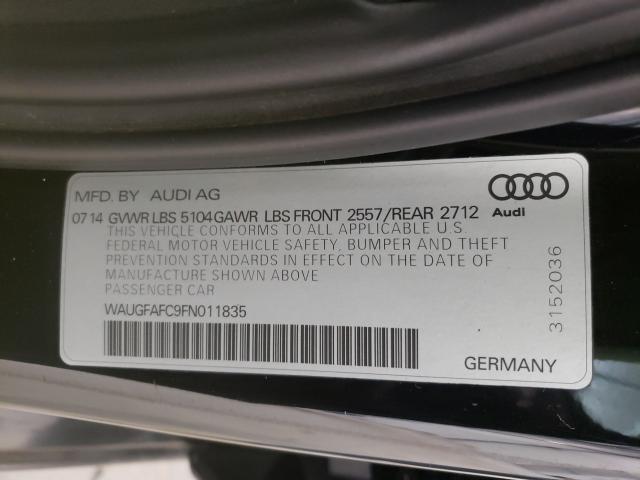 MFD. BY AUDI AG
07 14 GVWR LBS 5104 GAWR LBS FRONT 2557/REAR 2712
THIS VEHICLE CONFORMS TO ALL APPLICABLE U.S.
FEDERAL MOTOR VEHICLE SAFETY, BUMPER AND THEFT
PREVENTION STANDARDS IN EFFECT ON THE DATE OF
MANUFACTURE SHOWN ABOVE
PASSENGER CAR
WAUGFAFC9FN011835
Audi
3152036
GERMANY